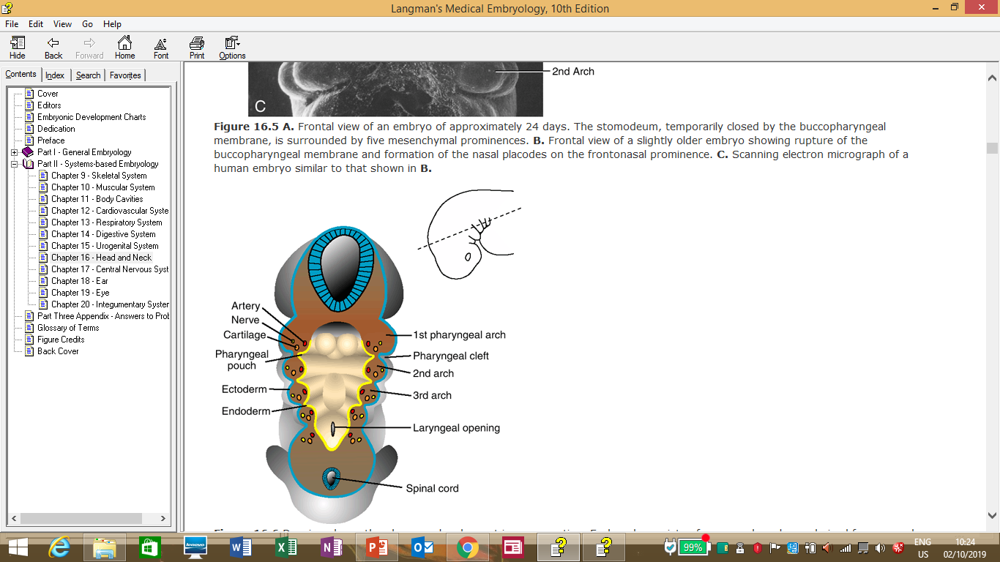 Langman's Medical Embryology, 10th Edition
File Edit View Go Help
Hide Back Forward Home Font Print Options
Contents Index Search Favorites
Cover
Editors
Embryonic Development Charts
Dedication
Preface
Part I - General Embryology
Part II - Systems-based Embryology
Chapter 9 - Skeletal System
Chapter 10 - Muscular System
Chapter 11 - Body Cavities
Chapter 12 - Cardiovascular Syste
Chapter 13 - Respiratory System
Chapter 14 - Digestive System
Chapter 15 - Urogenital System
Chapter 16 - Head and Neck
Chapter 17 - Central Nervous Syst
Chapter 18 - Ear
Chapter 19 - Eye
Chapter 20 - Integumentary System
Part Three Appendix - Answers to Prob
Glossary of Terms
Figure Credits
Back Cover
2nd Arch
C
Figure 16.5 A. Frontal view of an embryo of approximately 24 days. The stomodeum, temporarily closed by the buccopharyngeal
membrane, is surrounded by five mesenchymal prominences. B. Frontal view of a slightly older embryo showing rupture of the
buccopharyngeal membrane and formation of the nasal placodes on the frontonasal prominence. C. Scanning electron micrograph of a
human embryo similar to that shown in B.
Artery
Nerve
Cartilage
Pharyngeal
pouch
Ectoderm
Endoderm
1st pharyngeal arch
Pharyngeal cleft
2nd arch
3rd arch
Laryngeal opening
Spinal cord
lenovo
99%
ENG
US
10:24
02/10/2019